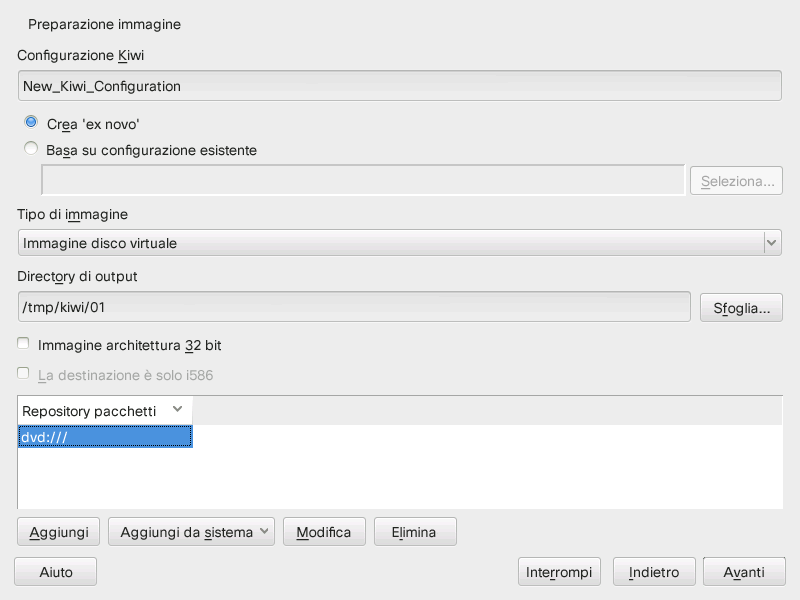 Preparazione immagine
Configurazione Kiwi
New_Kiwi_Configuration
Crea 'ex novo'
Basa su configurazione esistente
Seleziona...
Tipo di immagine
Immagine disco virtuale
Directory di output
/tmp/kiwi/01
Sfoglia...
Immagine architettura 32 bit
La destinazione è solo i586
Repository pacchetti
dvd:///
Aggiungi Aggiungi da sistema Modifica Elimina
Aiuto Interrompi Indietro Avanti